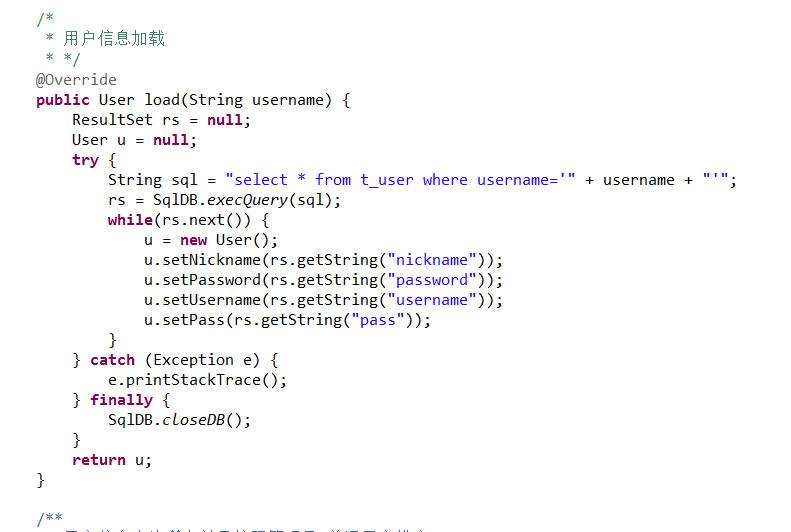 /*
 * 用户信息加载
 * */
@Override
public User load(String username) {
    ResultSet rs = null;
    User u = null;
    try {
        String sql = "select * from t_user where username='" + username + "'";
        rs = SqlDB.execQuery(sql);
        while(rs.next()) {
            u = new User();
            u.setNickname(rs.getString("nickname"));
            u.setPassword(rs.getString("password"));
            u.setUsername(rs.getString("username"));
            u.setPass(rs.getString("pass"));
        }
    } catch (Exception e) {
        e.printStackTrace();
    } finally {
        SqlDB.closeDB();
    }
    return u;
}
/**